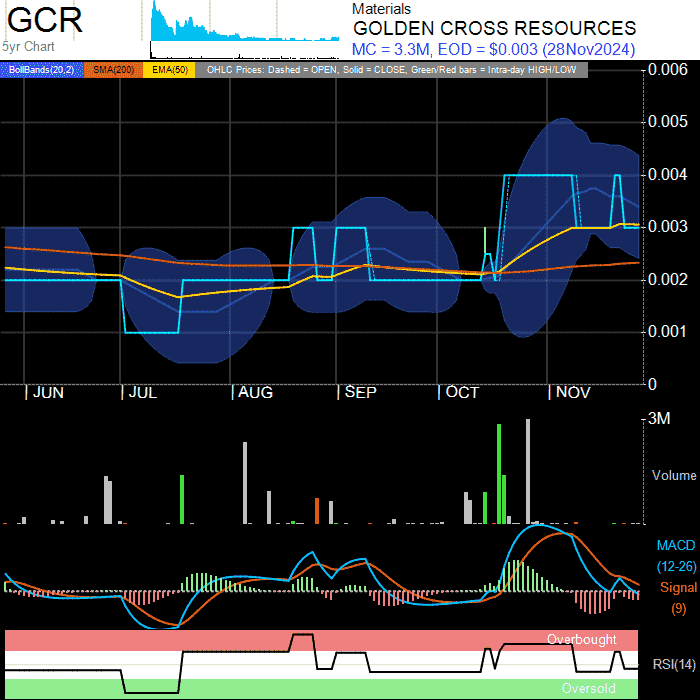 GCR
5yr Chart
Materials
GOLDEN CROSS RESOURCES
MC = 3.3M, EOD = $0.003 (28Nov2024)
BollBands(20,2) SMA(200) EMA(50) OHLC Prices: Dashed = OPEN, Solid = CLOSE, Green/Red bars = Intra-day HIGH/LOW
0.006
0.005
0.004
0.003
0.002
0.001
0
JUN JUL AUG SEP OCT NOV
3M
Volume
MACD
(12-26)
Signal
(9)
Overbought
RSI(14)
Oversold